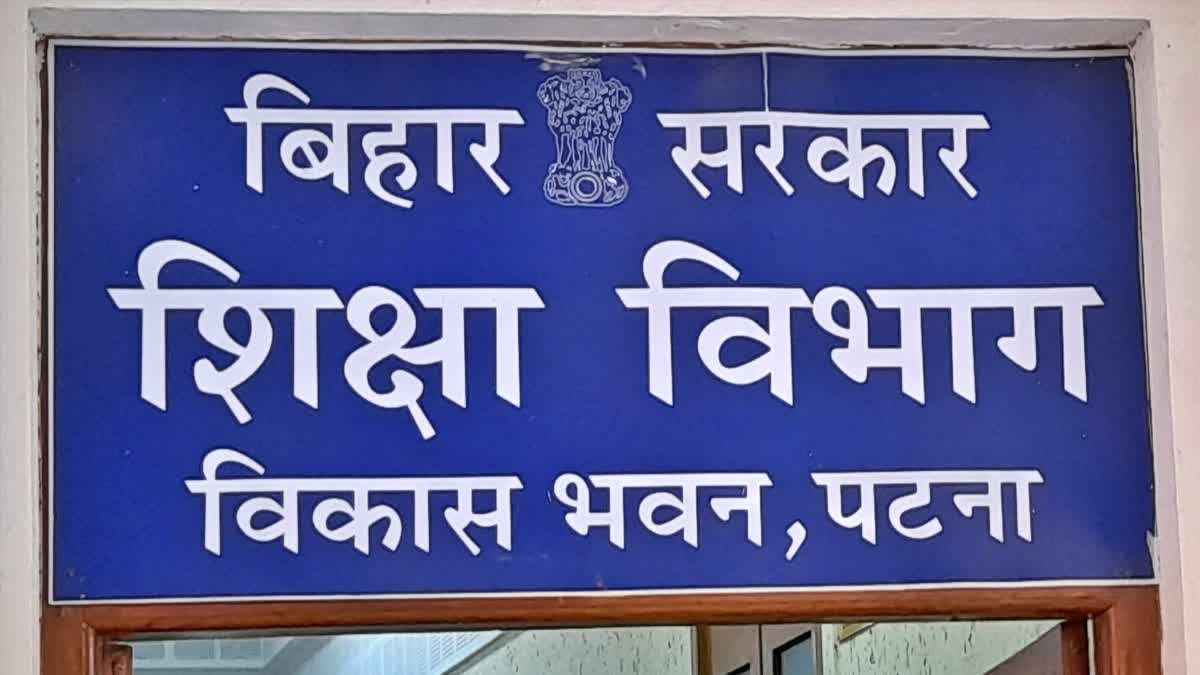 बिहार सरकार
शिक्षा विभाग
विकास भवन, पटना